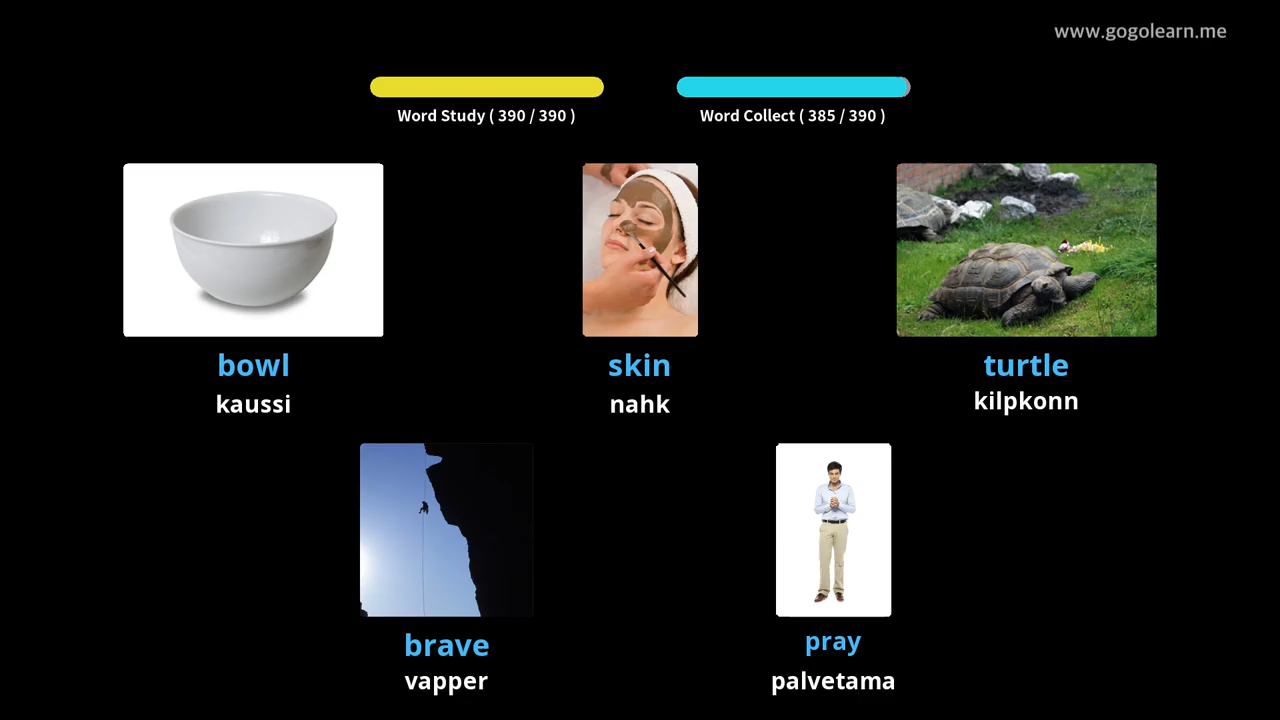 www.gogolearn.me
Word Study ( 390 / 390 )
Word Collect ( 385 / 390 )
bowl
kaussi
skin
nahk
turtle
kilpkonn
brave
vapper
pray
palvetama